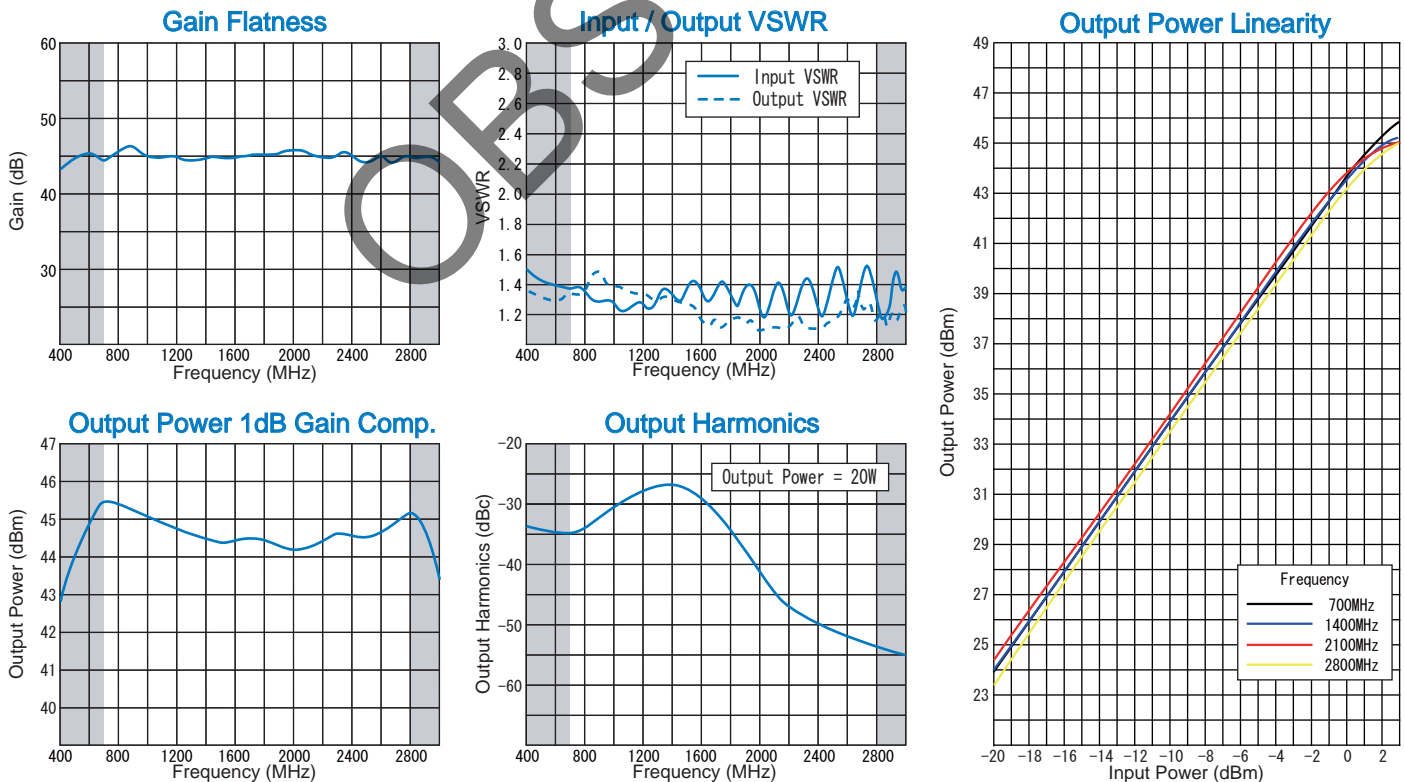 Gain Flatness
60
50
40
30
Gain (dB)
400 800 1200 1600 2000 2400 2800
Frequency (MHz)
Input / Output VSWR
3.0
2.8
2.6
2.4
2.2
2.0
1.8
1.6
1.4
1.2
VSWR
Input VSWR
Output VSWR
400 800 1200 1600 2000 2400 2800
Frequency (MHz)
Output Power 1dB Gain Comp.
47
46
45
44
43
42
41
40
Output Power (dBm)
400 800 1200 1600 2000 2400 2800
Frequency (MHz)
Output Harmonics
-20
-30
-40
-50
-60
Output Harmonics (dBc)
Output Power = 20W
400 800 1200 1600 2000 2400 2800
Frequency (MHz)
Output Power Linearity
49
47
45
43
41
39
37
35
33
31
29
27
25
23
Output Power (dBm)
Frequency
700MHz
1400MHz
2100MHz
2800MHz
-20 -18 -16 -14 -12 -10 -8 -6 -4 -2 0 2
Input Power (dBm)
OBS